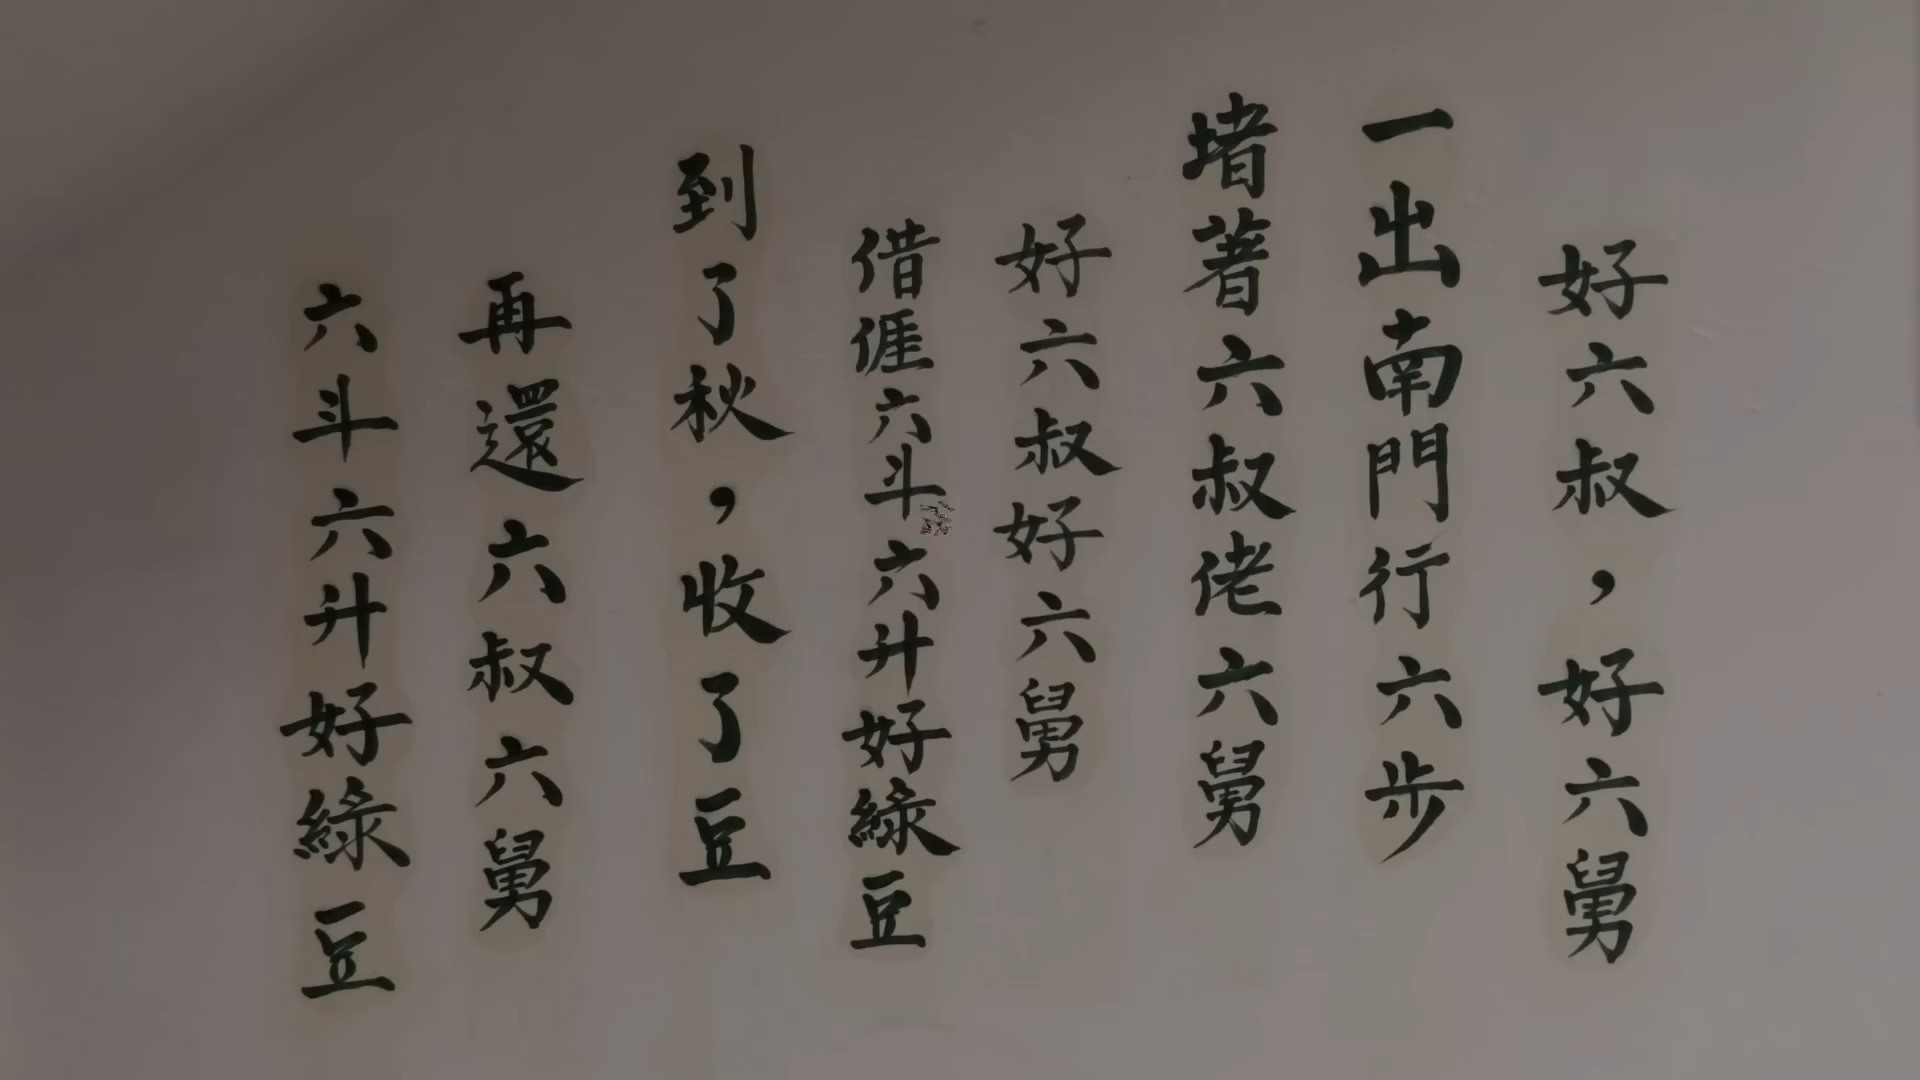 好六叔，好六舅
一出南門行六步
堵著六叔佬六舅
好六叔好六舅
借𠊎六斗六升好綠豆
到了秋，收了豆
再還六叔六舅
六斗六升好綠豆